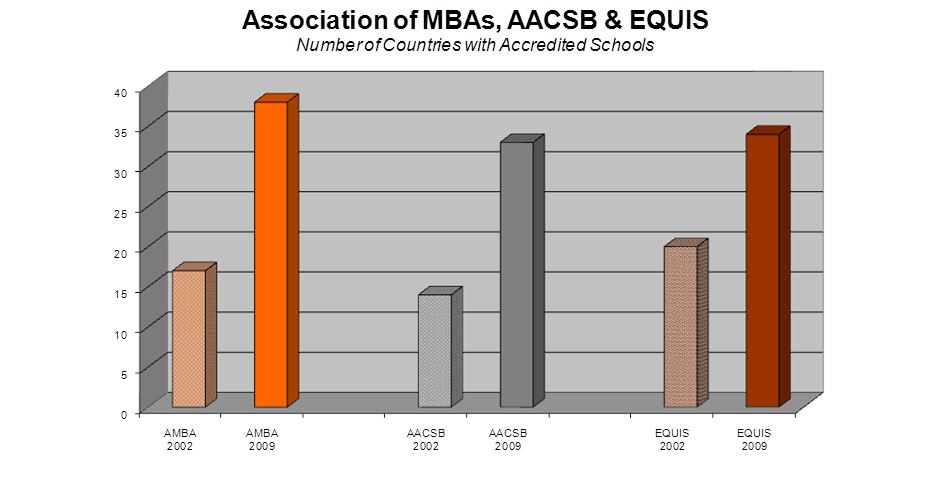 Association of MBAs, AACSB & EQUIS
Number of Countries with Accredited Schools
40
35
30
25
20
15
10
5
0
AMBA 2002
AMBA 2009
AACSB 2002
AACSB 2009
EQUIS 2002
EQUIS 2009